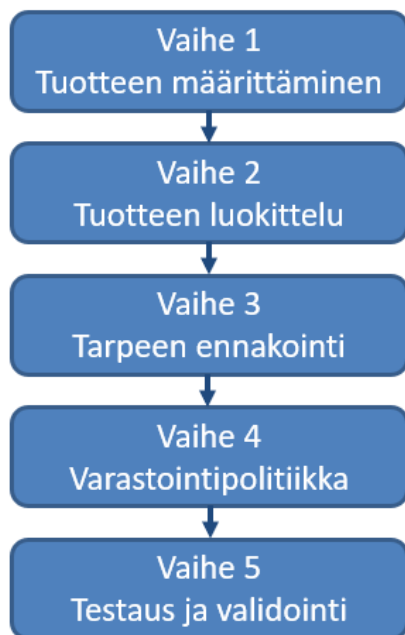 Vaihe 1
Tuotteen määrittäminen
Vaihe 2
Tuotteen luokittelu
Vaihe 3
Tarpeen ennakointi
Vaihe 4
Varastointipolitiikka
Vaihe 5
Testaus ja validointi